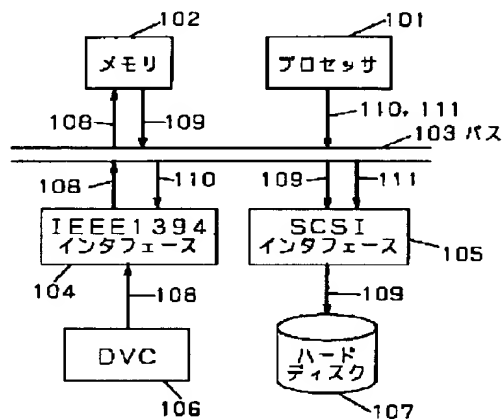 102
101
メモリ
プロセッサ
108
109
110, 111
103 バス
108
110
109
111
IEEE1394
インタフェース
SCSI
インタフェース
104
105
108
109
DVC
ハード
ディスク
106
107